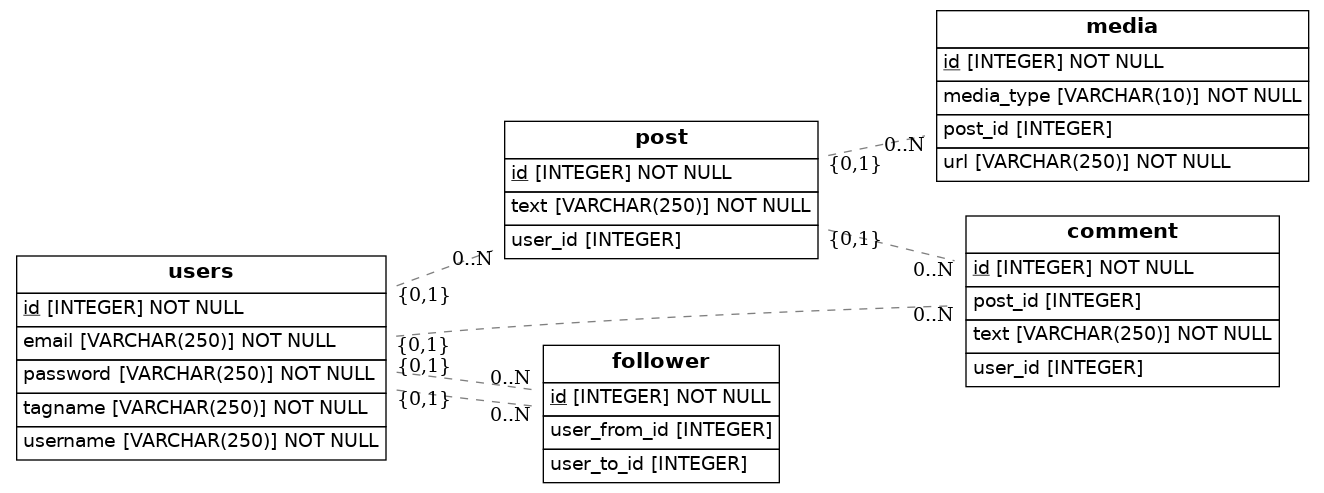 media
id [INTEGER] NOT NULL
media_type [VARCHAR(10)] NOT NULL
post_id [INTEGER]
url [VARCHAR(250)] NOT NULL
post
id [INTEGER] NOT NULL
text [VARCHAR(250)] NOT NULL
user_id [INTEGER]
0..N
{0,1}
comment
id [INTEGER] NOT NULL
post_id [INTEGER]
text [VARCHAR(250)] NOT NULL
user_id [INTEGER]
{0,1}
0..N
0..N
users
id [INTEGER] NOT NULL
email [VARCHAR(250)] NOT NULL
password [VARCHAR(250)] NOT NULL
tagname [VARCHAR(250)] NOT NULL
username [VARCHAR(250)] NOT NULL
0..N
{0,1}
{0,1}
{0,1}
0..N
{0,1}
0..N
follower
id [INTEGER] NOT NULL
user_from_id [INTEGER]
user_to_id [INTEGER]